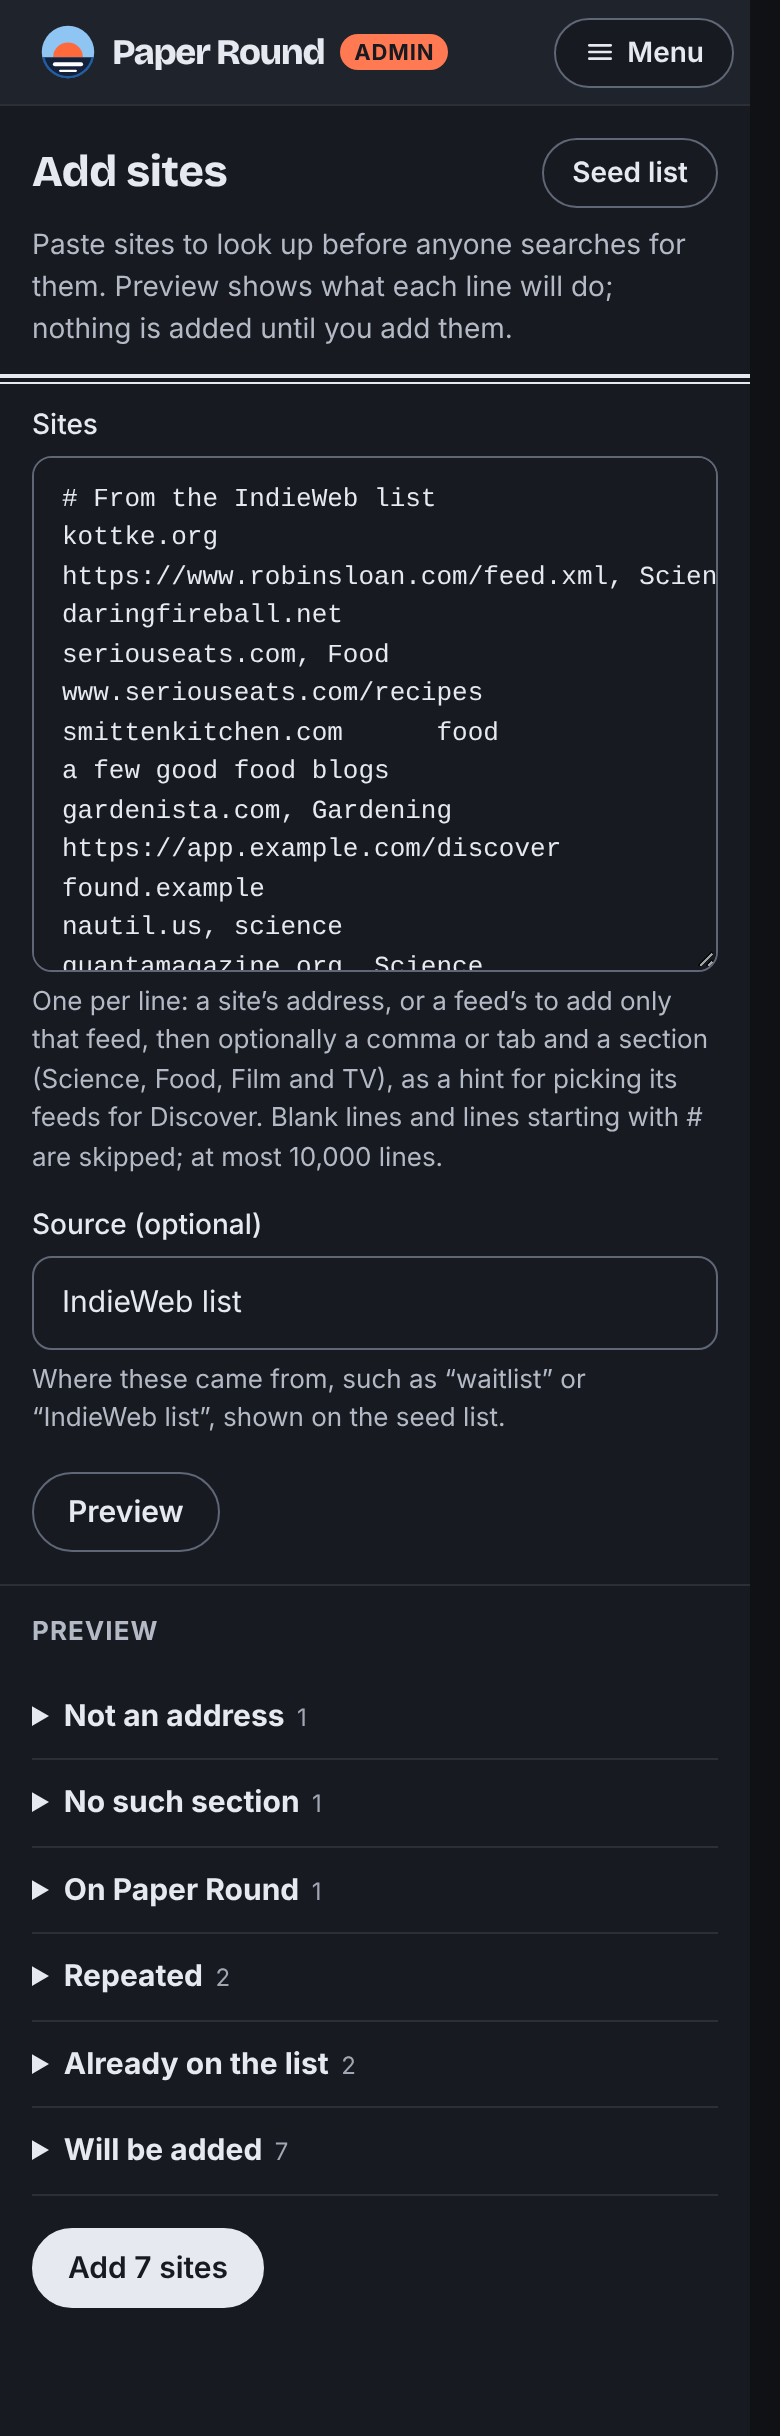 Paper Round ADMIN
Menu
Add sites
Seed list
Paste sites to look up before anyone searches for
them. Preview shows what each line will do;
nothing is added until you add them.
Sites
# From the IndieWeb list
kottke.org
https://www.robinsloan.com/feed.xml, Scien
daringfireball.net
seriouseats.com, Food
www.seriouseats.com/recipes
smittenkitchen.com food
a few good food blogs
gardenista.com, Gardening
https://app.example.com/discover
found.example
nautil.us, science
quantamagazine.org, Science
One per line: a site’s address, or a feed’s to add only
that feed, then optionally a comma or tab and a section
(Science, Food, Film and TV), as a hint for picking its
feeds for Discover. Blank lines and lines starting with #
are skipped; at most 10,000 lines.
Source (optional)
IndieWeb list
Where these came from, such as “waitlist” or
“IndieWeb list”, shown on the seed list.
Preview
PREVIEW
Not an address 1
No such section 1
On Paper Round 1
Repeated 2
Already on the list 2
Will be added 7
Add 7 sites